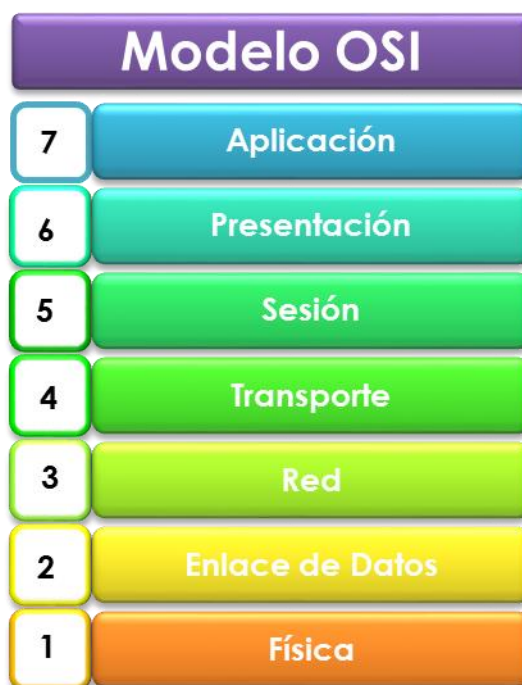 Modelo OSI
7 Aplicación
6 Presentación
5 Sesión
4 Transporte
3 Red
2 Enlace de Datos
1 Física